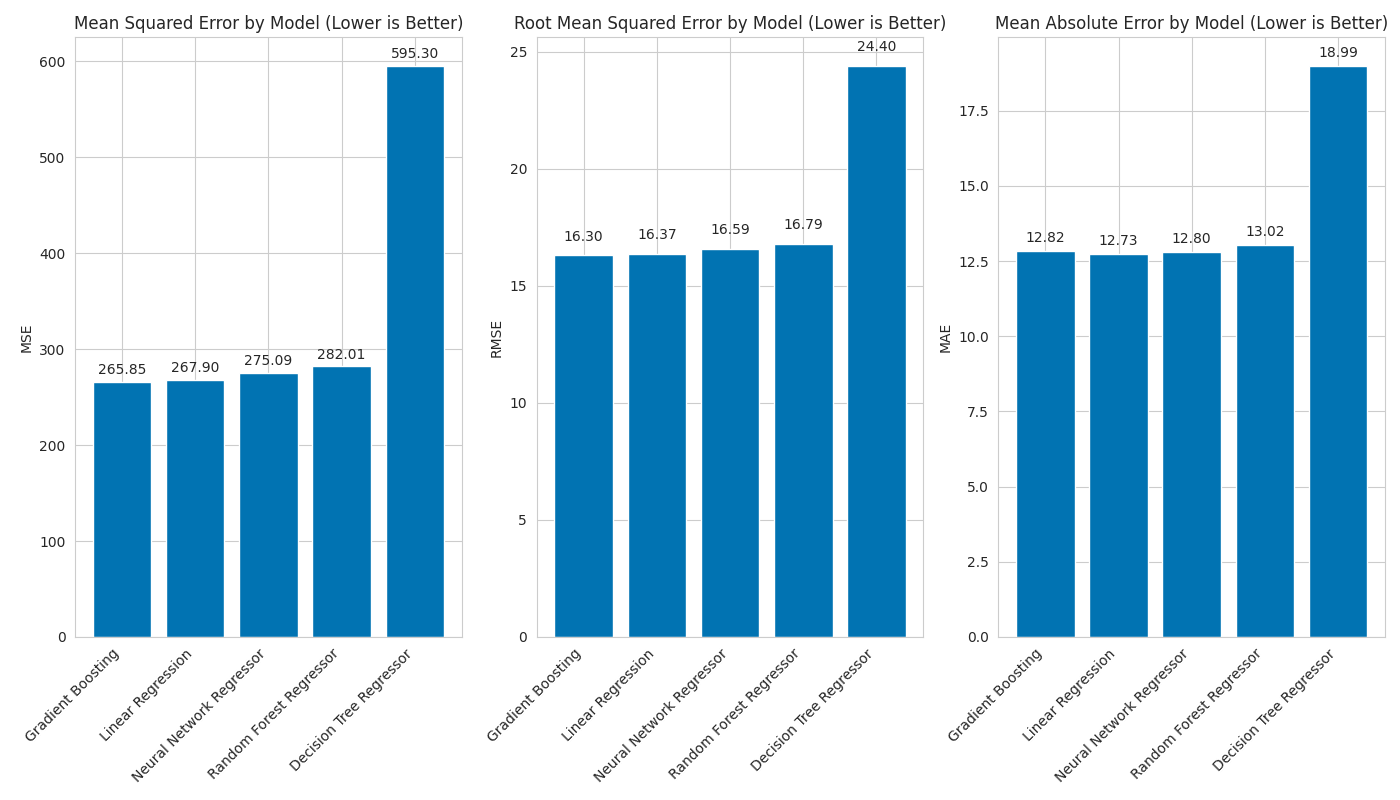 Mean Squared Error by Model (Lower is Better)
MSE
600
500
400
300
200
100
0
265.85
267.90
275.09
282.01
595.30
Gradient Boosting
Linear Regression
Neural Network Regressor
Random Forest Regressor
Decision Tree Regressor
Root Mean Squared Error by Model (Lower is Better)
RMSE
25
20
15
10
5
0
16.30
16.37
16.59
16.79
24.40
Gradient Boosting
Linear Regression
Neural Network Regressor
Random Forest Regressor
Decision Tree Regressor
Mean Absolute Error by Model (Lower is Better)
MAE
17.5
15.0
12.5
10.0
7.5
5.0
2.5
0.0
12.82
12.73
12.80
13.02
18.99
Gradient Boosting
Linear Regression
Neural Network Regressor
Random Forest Regressor
Decision Tree Regressor